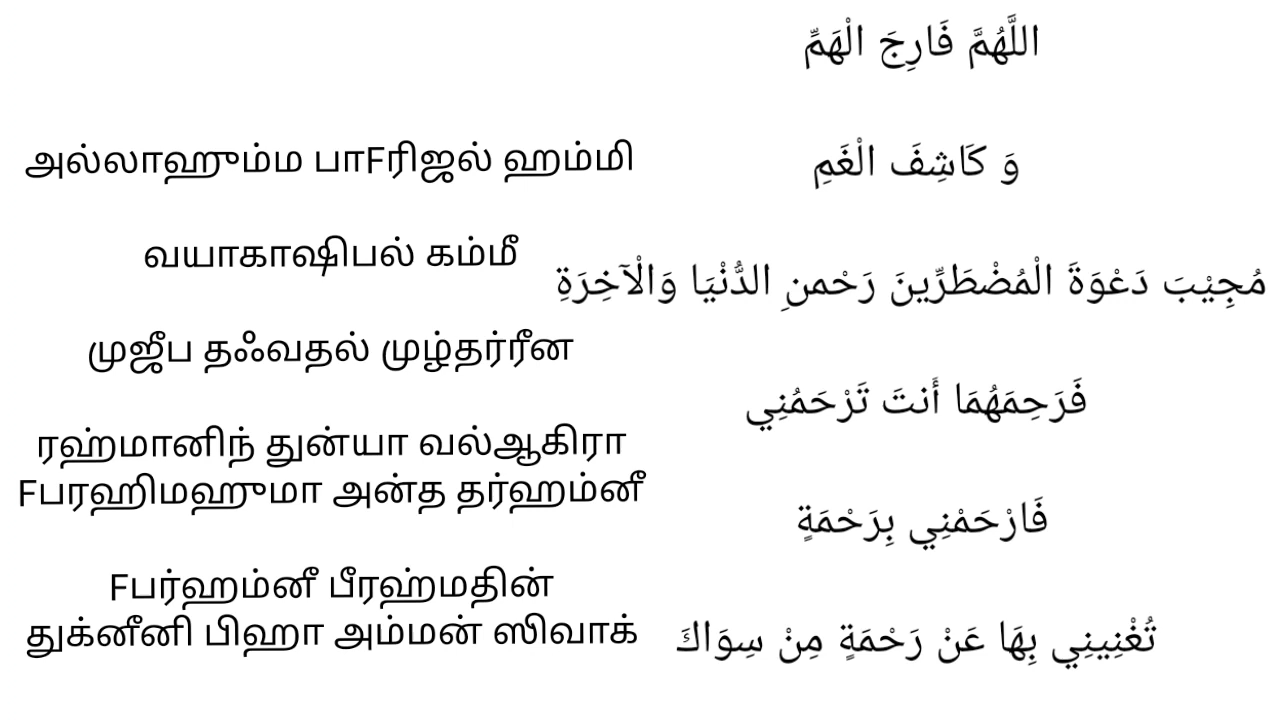 அல்லாஹும்ம பாFரிஜல் ஹம்மி
வயாகாஷிபல் கம்மீ
முஜீப தஃவதல் முழ்தர்ரீன
ரஹ்மானிந் துன்யா வல்ஆகிரா
Fபரஹிமஹுமா அன்த தர்ஹம்னீ
Fபர்ஹம்னீ பீரஹ்மதின்
துக்னீனி பிஹா அம்மன் ஸிவாக்
اللَّهُمَّ فَارِجَ الْهَمِّ
وَ كَاشِفَ الْغَمِ
مُجِيْبَ دَعْوَةَ الْمُضْطَرِّينَ رَحْمنِ الدُّنْيَا وَالْآخِرَةِ
فَرَحِمَهُمَا أَنتَ تَرْحَمُنِي
فَارْحَمْنِي بِرَحْمَةٍ
تُغْنِينِي بِهَا عَنْ رَحْمَةٍ مِنْ سِوَاكَ